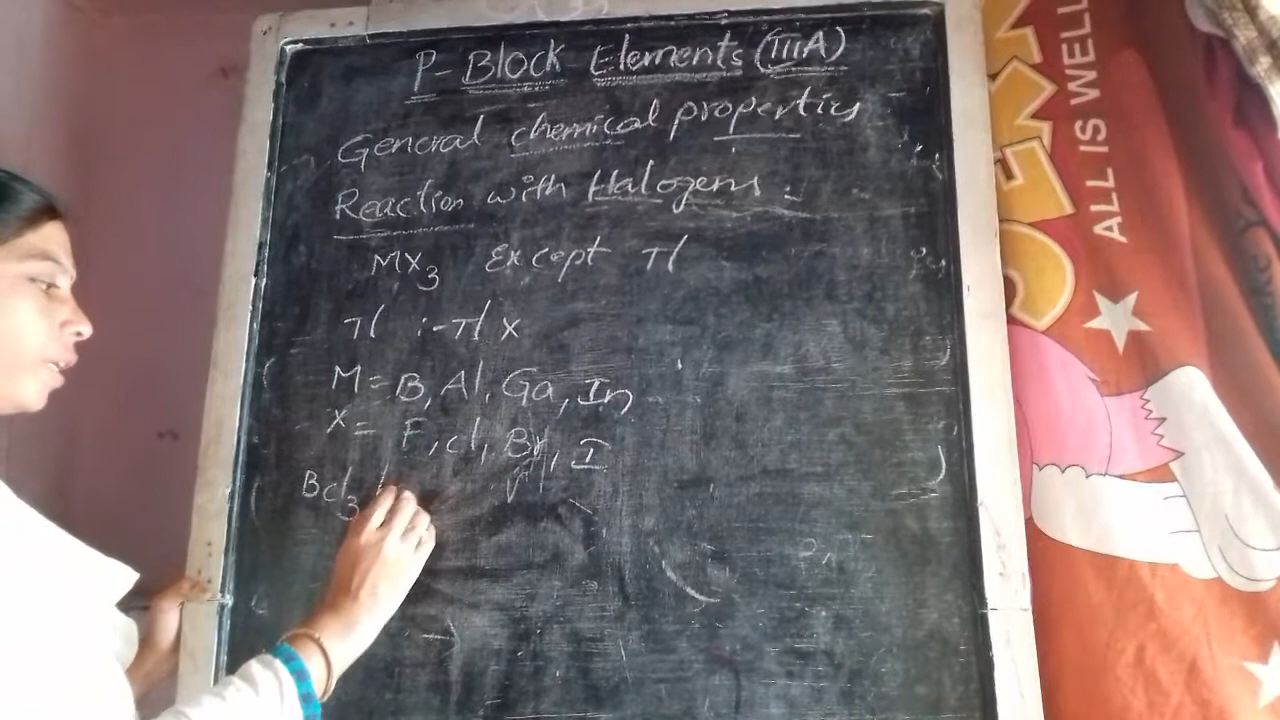 P-Block Elements (IIIA)
General chemical properties
Reaction with Halogens :-
MX3 Except Tl
Tl :- Tl X
M = B, Al, Ga, In
X = F, cl, Br, I
Bcl3
ALL IS WELL